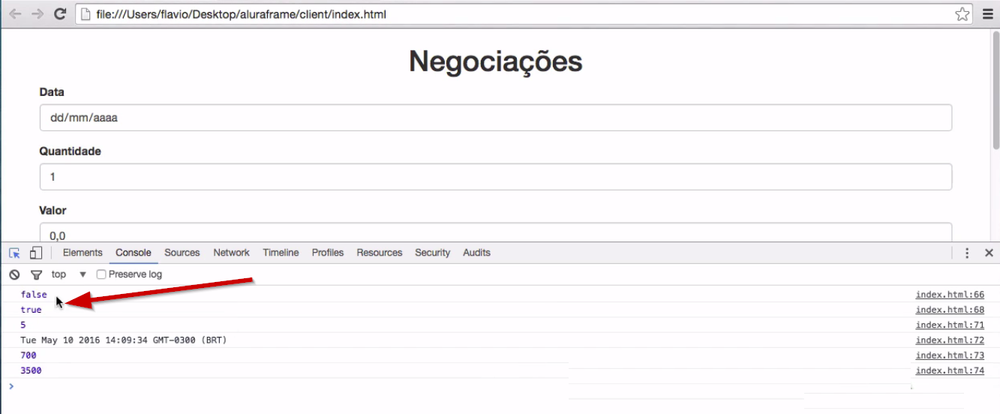 file:///Users/flavio/Desktop/aluraframe/client/index.html
Negociações
Data
dd/mm/aaaa
Quantidade
1
Valor
0,0
Elements Console Sources Network Timeline Profiles Resources Security Audits
top Preserve log
false index.html:66
true index.html:68
5 index.html:71
Tue May 10 2016 14:09:34 GMT-0300 (BRT) index.html:72
700 index.html:73
3500 index.html:74